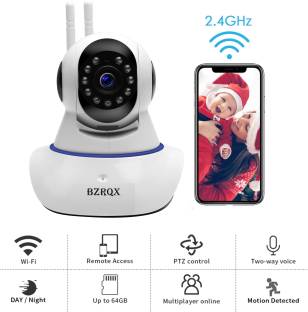 2.4GHz
BZRQX
Wi-Fi
Remote Access
PTZ control
Two-way voice
DAY / Night
Up to 64GB
Multiplayer online
Motion Detected